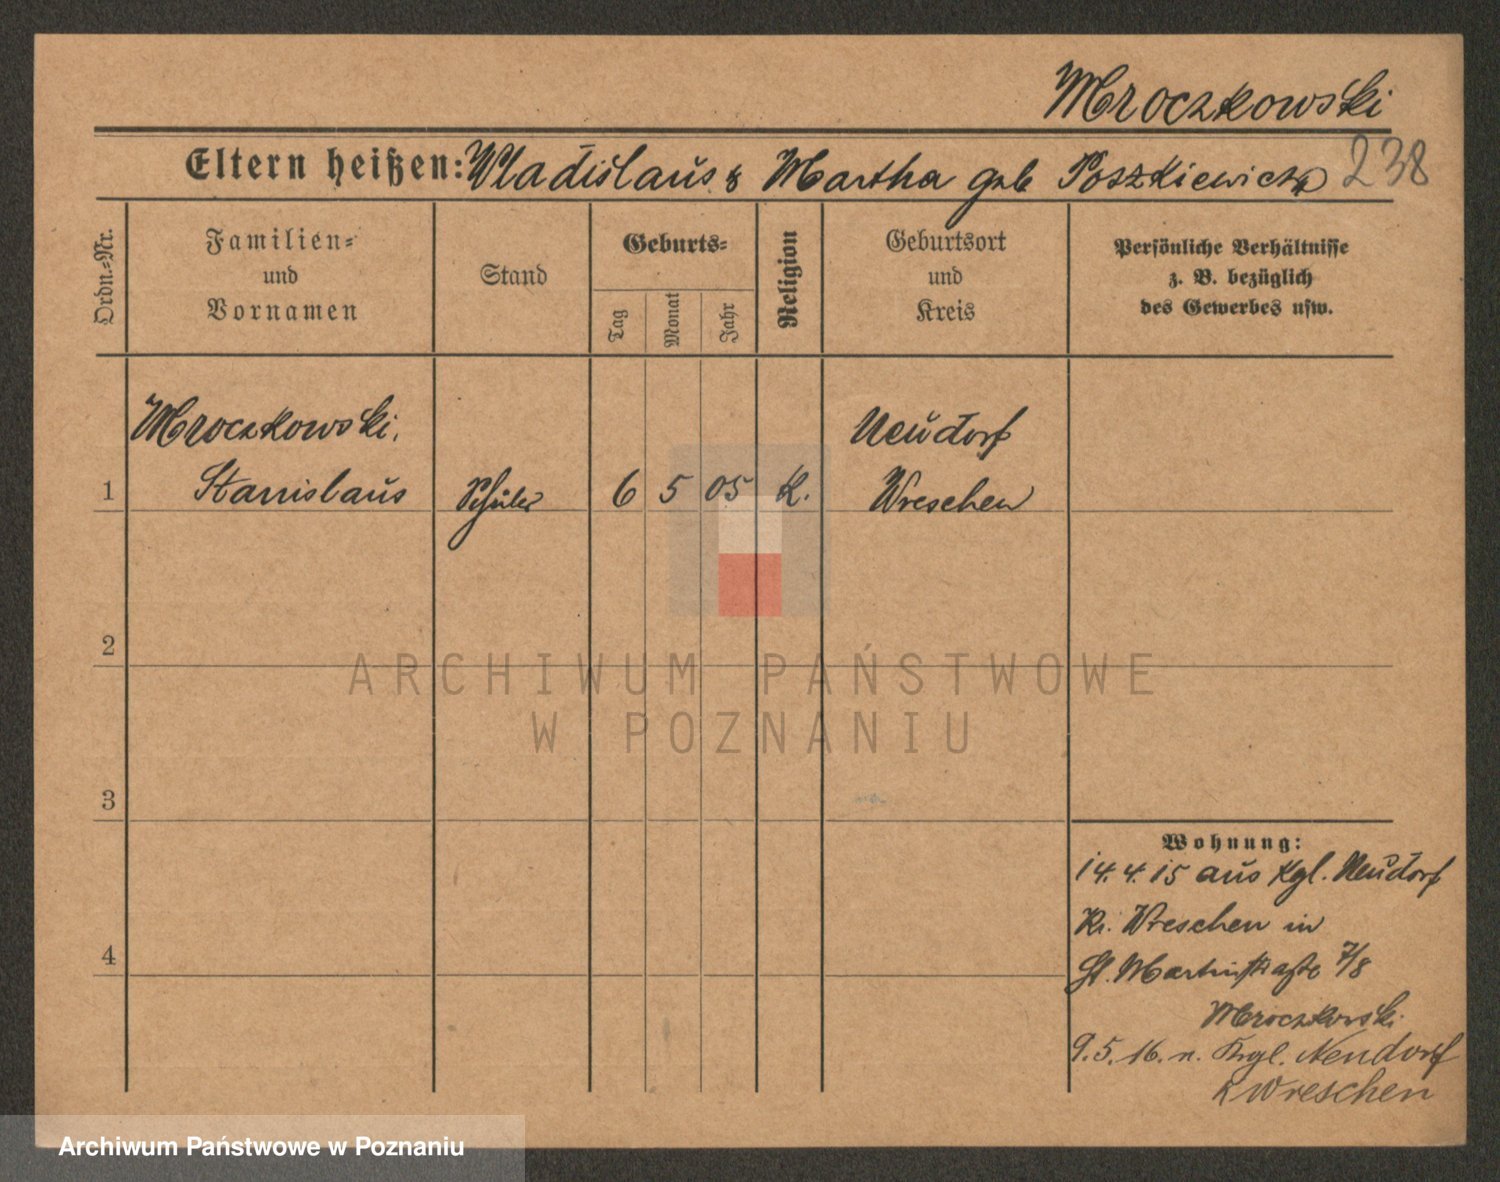 Mroczkowski
Eltern heißen: Wladislaus & Martha geb Poszkiewicz 238
Ordn.=Nr.
Familien=
und
Vornamen
Stand
Geburts=
Tag
Monat
Jahr
Religion
Geburtsort
und
Kreis
Persönliche Verhältnisse
z. B. bezüglich
des Gewerbes usw.
Mroczkowski, Neudorf
1 Stanislaus Schüler 6 5 05 K. Wreschen
2
ARCHIWUM PAŃSTWOWE
W POZNANIU
3
Wohnung:
14.4.15 aus Kgl. Neudorf
Kr. Wreschen in
4
St. Martinstraße 7/8
Mroczkowski
9.5.16. n. Kgl. Neudorf
K Wreschen
Archiwum Państwowe w Poznaniu